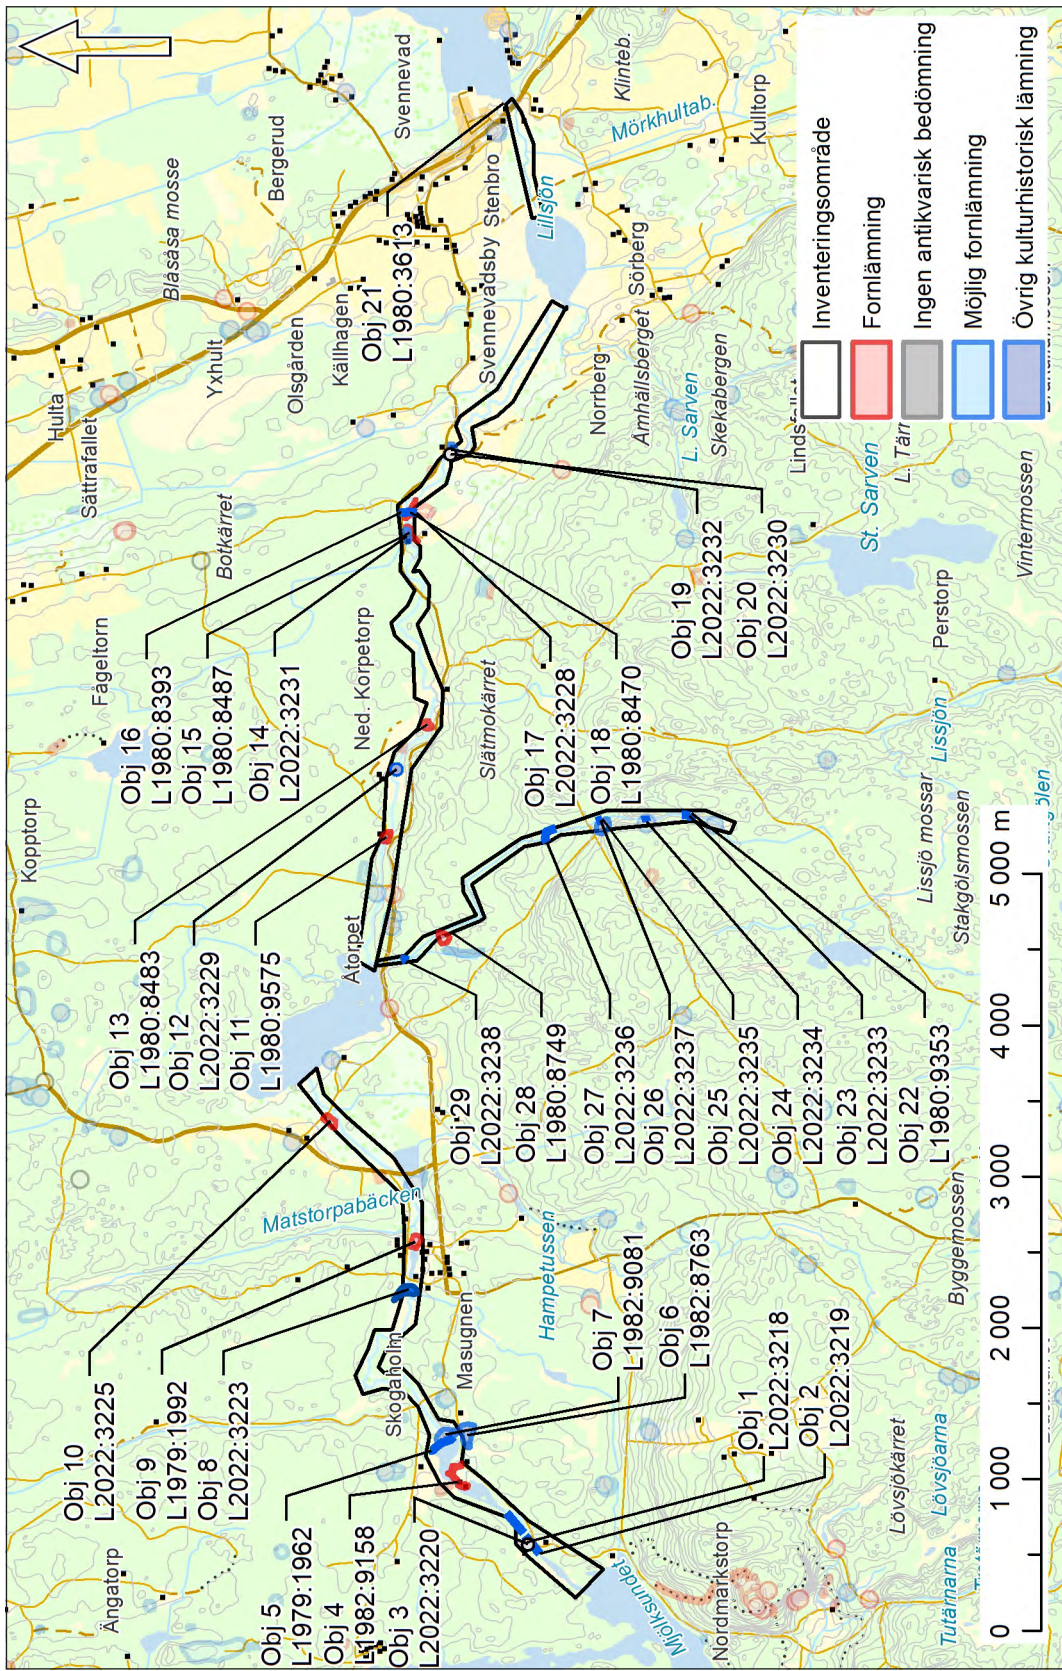 Hulta
Sättrafallet
Blåsåsa mosse
Yxhult
Bergerud
Svennevad
Olsgården
Källhagen
Klinteb.
Mörkhultab.
Kulltorp
Svennevadsby
Stenbro
Lillsjön
Sörberg
Norrberg
Åmhällsberget
L. Sarven
Skekabergen
St. Sarven
Vintermossen
Perstorp
Lissjön
Lissjö mossar
Stakgölsmossen
Botkärret
Fågeltorn
Kopptorp
Ned. Korpetorp
Slätmokärret
Åtorpet
Matstorpabäcken
Hampetussen
Byggemossen
Skogaholm
Masugnen
Ängatorp
Mjölksundet
Nordmarkstorp
Lövsjökärret
Lövsjöarna
Tutärnarna
Obj 21
L1980:3613
Obj 16
L1980:8393
Obj 15
L1980:8487
Obj 14
L2022:3231
Obj 19
L2022:3232
Obj 20
L2022:3230
Obj 17
L2022:3228
Obj 18
L1980:8470
Obj 13
L1980:8483
Obj 12
L2022:3229
Obj 11
L1980:9575
Obj 29
L2022:3238
Obj 28
L1980:8749
Obj 27
L2022:3236
Obj 26
L2022:3237
Obj 25
L2022:3235
Obj 24
L2022:3234
Obj 23
L2022:3233
Obj 22
L1980:9353
Obj 10
L2022:3225
Obj 9
L1979:1992
Obj 8
L2022:3223
Obj 7
L1982:9081
Obj 6
L1982:8763
Obj 1
L2022:3218
Obj 2
L2022:3219
Obj 5
L1979:1962
Obj 4
L1982:9158
Obj 3
L2022:3220
Inventeringsområde
Fornlämning
Ingen antikvarisk bedömning
Möjlig fornlämning
Övrig kulturhistorisk lämning
0 1 000 2 000 3 000 4 000 5 000 m